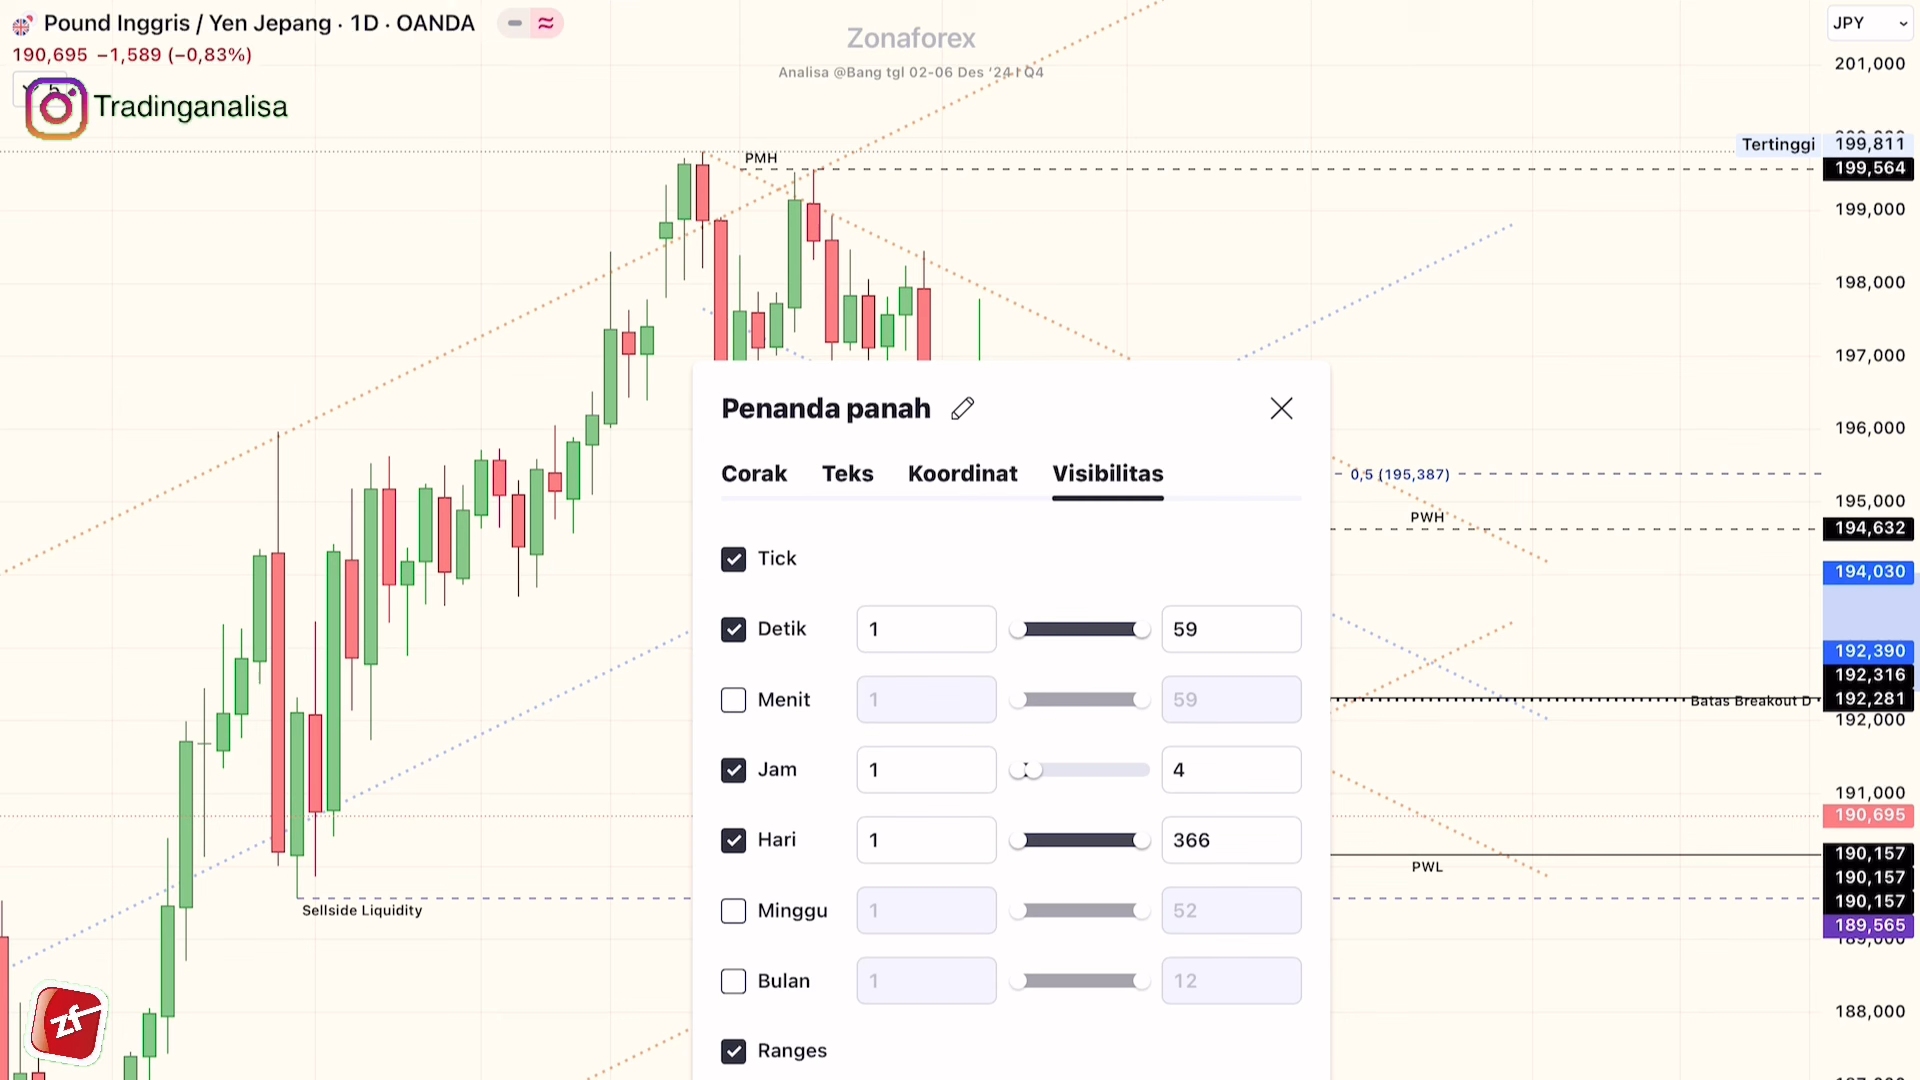 Pound Inggris / Yen Jepang · 1D · OANDA
JPY
190,695 −1,589 (−0,83%)
Zonaforex
Analisa @Bang tgl 02-06 Des '24 I Q4
Tradinganalisa
201,000
Tertinggi 199,811
PMH
199,564
199,000
198,000
197,000
196,000
0,5 (195,387)
195,000
PWH
194,632
194,030
192,390
192,316
Batas Breakout D
192,281
192,000
191,000
190,695
190,157
PWL
190,157
190,157
189,565
Sellside Liquidity
189,000
188,000
Penanda panah
Corak Teks Koordinat Visibilitas
Tick
Detik 1 59
Menit 1 59
Jam 1 4
Hari 1 366
Minggu 1 52
Bulan 1 12
Ranges
zf